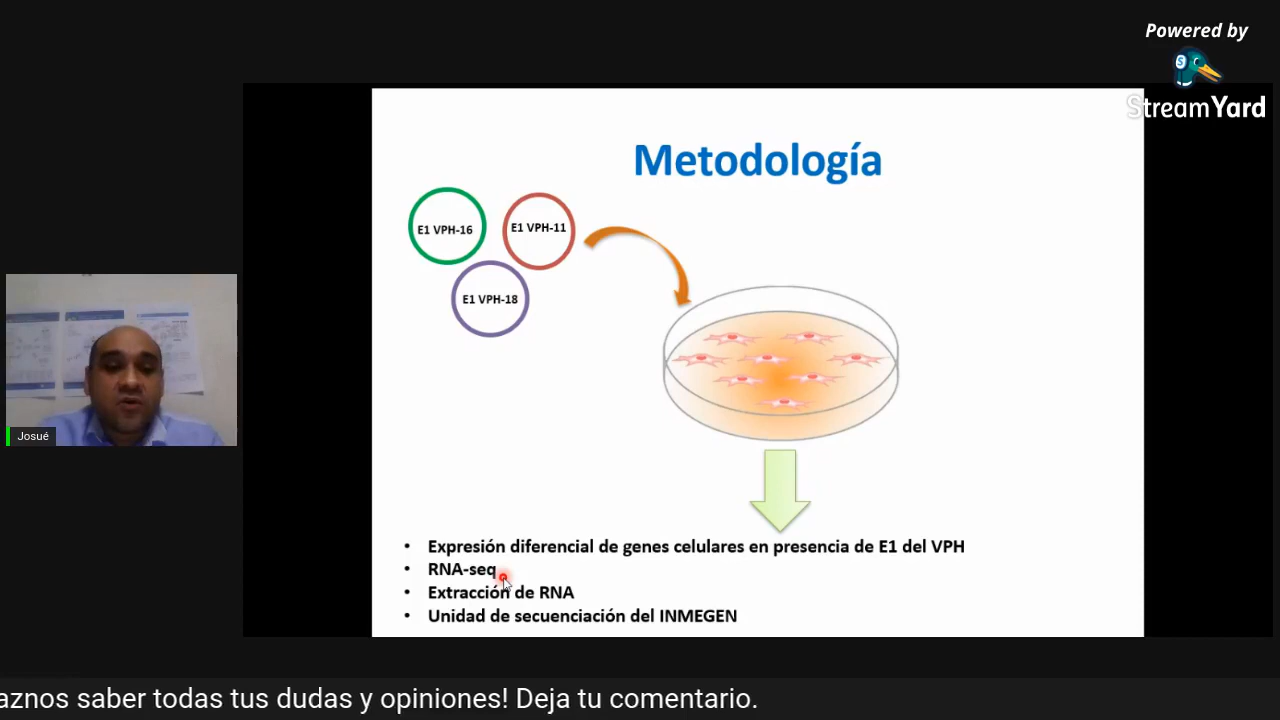 Powered by
StreamYard
Metodología
E1 VPH-16
E1 VPH-11
E1 VPH-18
Josué
• Expresión diferencial de genes celulares en presencia de E1 del VPH
• RNA-seq
• Extracción de RNA
• Unidad de secuenciación del INMEGEN
aznos saber todas tus dudas y opiniones! Deja tu comentario.